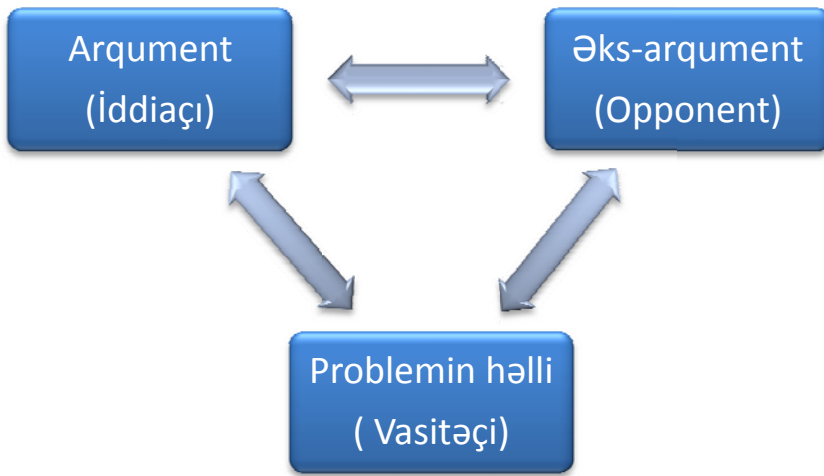 Arqument
(İddiaçı)
Əks-arqument
(Opponent)
Problemin həlli
( Vasitəçi)